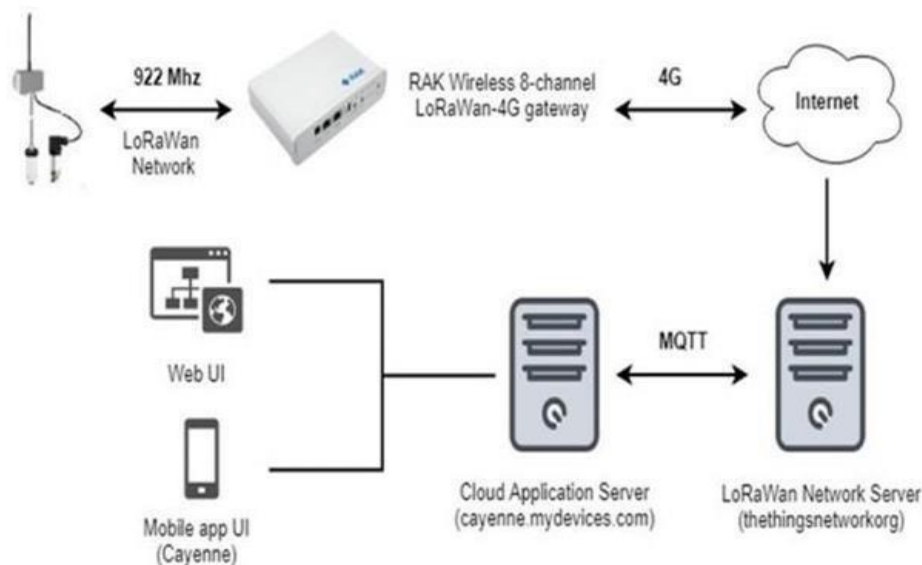 922 Mhz
LoRaWan
Network
RAK
RAK Wireless 8-channel
LoRaWan-4G gateway
4G
Internet
Web UI
Mobile app UI
(Cayenne)
Cloud Application Server
(cayenne.mydevices.com)
MQTT
LoRaWan Network Server
(thethingsnetworkorg)